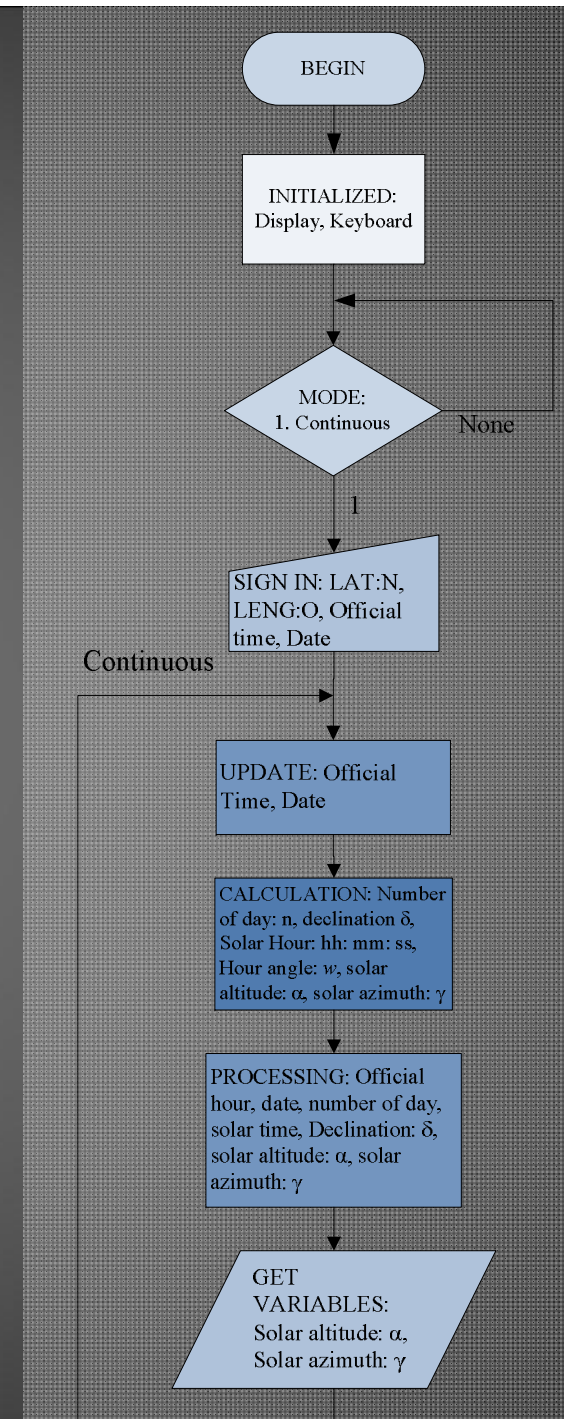 BEGIN
INITIALIZED:
Display, Keyboard
MODE:
1. Continuous
None
1
SIGN IN: LAT:N,
LENG:O, Official
time, Date
Continuous
UPDATE: Official
Time, Date
CALCULATION: Number
of day: n, declination δ,
Solar Hour: hh: mm: ss,
Hour angle: w, solar
altitude: α, solar azimuth: γ
PROCESSING: Official
hour, date, number of day,
solar time, Declination: δ,
solar altitude: α, solar
azimuth: γ
GET
VARIABLES:
Solar altitude: α,
Solar azimuth: γ